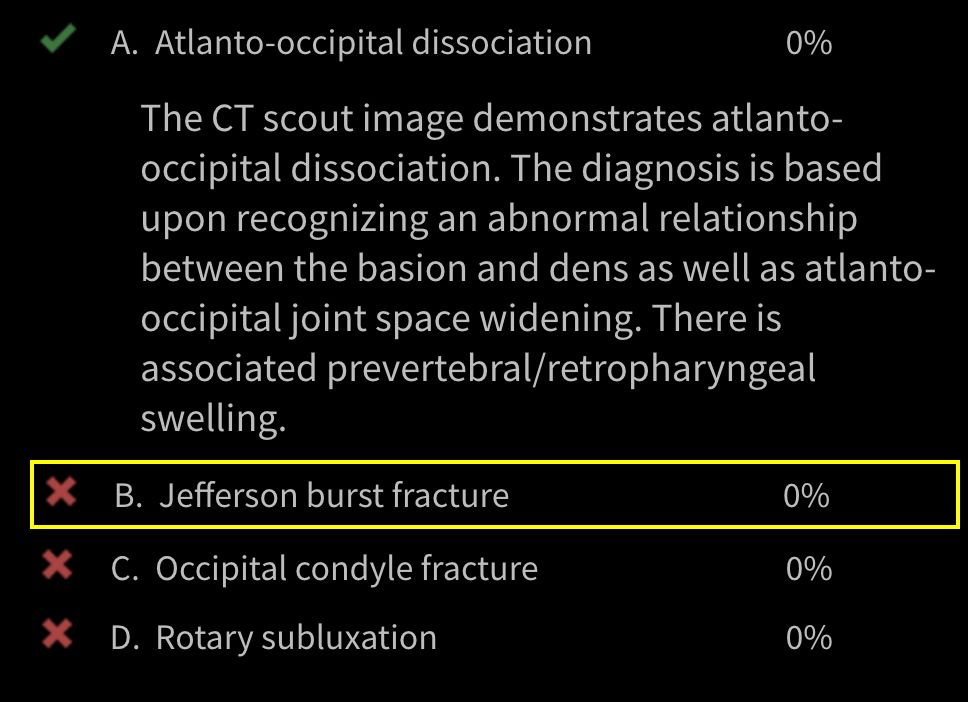 A. Atlanto-occipital dissociation 0%
The CT scout image demonstrates atlanto-
occipital dissociation. The diagnosis is based
upon recognizing an abnormal relationship
between the basion and dens as well as atlanto-
occipital joint space widening. There is
associated prevertebral/retropharyngeal
swelling.
B. Jefferson burst fracture 0%
C. Occipital condyle fracture 0%
D. Rotary subluxation 0%